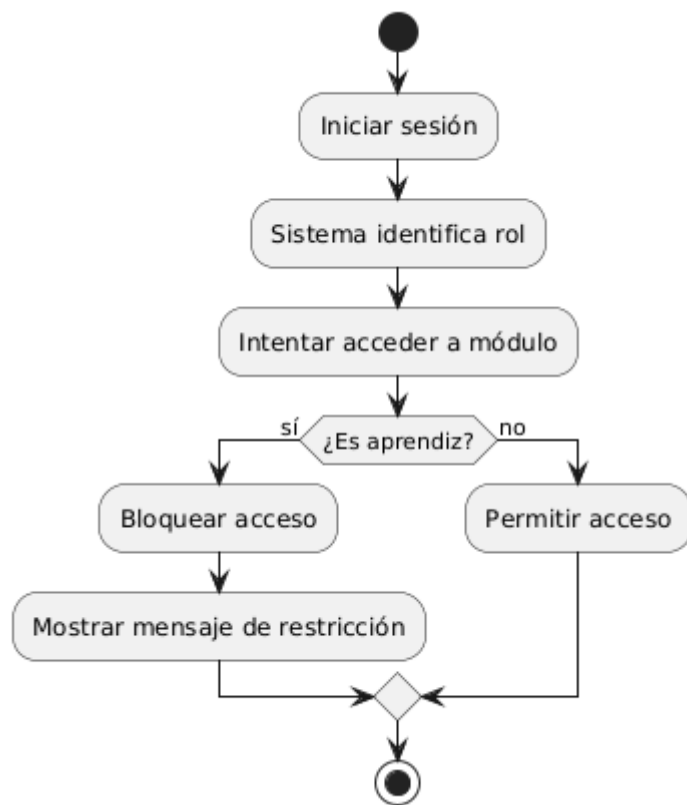 Iniciar sesión
Sistema identifica rol
Intentar acceder a módulo
sí
¿Es aprendiz?
no
Bloquear acceso
Permitir acceso
Mostrar mensaje de restricción